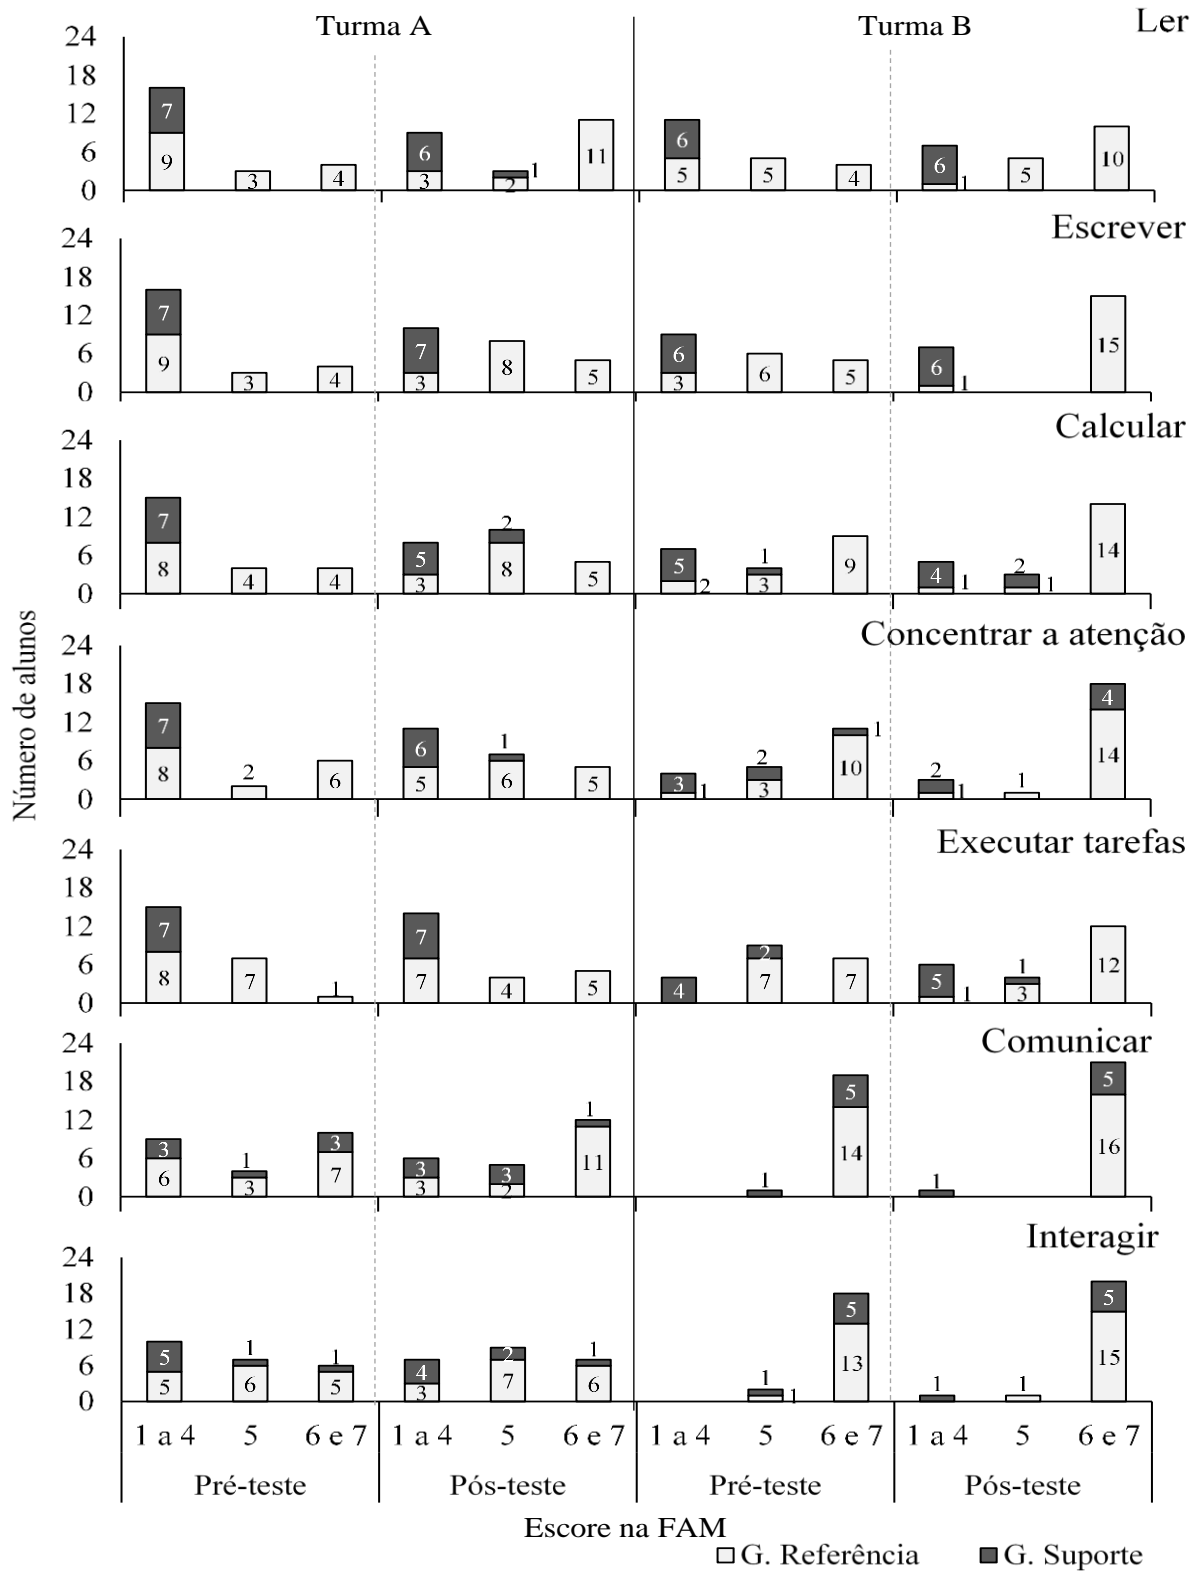 Turma A Turma B Ler
24
18
12
6
0
7 9 3 4 6 3 1 2 11 6 5 5 4 6 1 5 10
Escrever
24
18
12
6
0
7 9 3 4 7 3 8 5 6 3 6 5 6 1 15
Calcular
24
18
12
6
0
7 8 4 4 5 3 2 8 5 5 2 1 3 9 4 1 2 1 14
Concentrar a atenção
24
18
12
6
0
7 8 2 6 6 5 1 6 5 3 1 2 3 1 10 2 1 1 4 14
Executar tarefas
24
18
12
6
0
7 8 7 1 7 7 4 5 4 2 7 7 5 1 1 3 12
Comunicar
24
18
12
6
0
3 6 1 3 3 7 3 3 3 2 1 11 1 5 14 1 5 16
Interagir
24
18
12
6
0
5 5 1 6 1 5 4 3 2 7 1 6 1 1 5 13 1 1 5 15
1 a 4 5 6 e 7 1 a 4 5 6 e 7 1 a 4 5 6 e 7 1 a 4 5 6 e 7
Pré-teste Pós-teste Pré-teste Pós-teste
Número de alunos
Escore na FAM
G. Referência G. Suporte